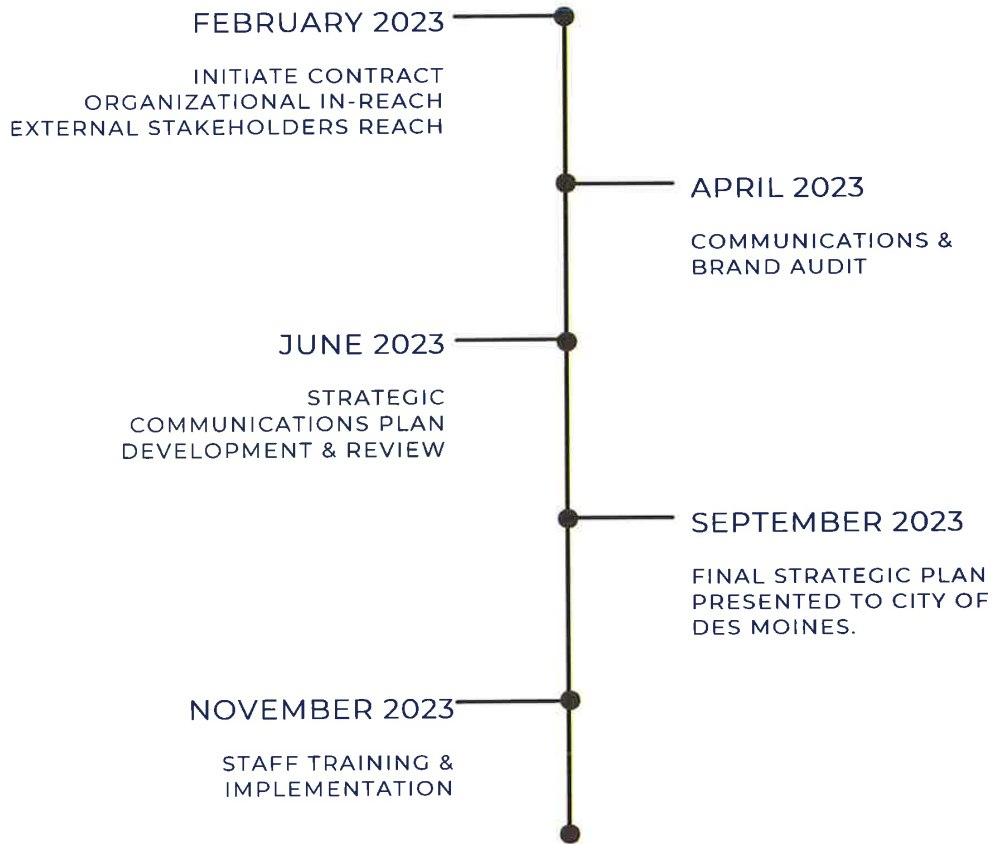 FEBRUARY 2023
INITIATE CONTRACT
ORGANIZATIONAL IN-REACH
EXTERNAL STAKEHOLDERS REACH
APRIL 2023
COMMUNICATIONS &
BRAND AUDIT
JUNE 2023
STRATEGIC
COMMUNICATIONS PLAN
DEVELOPMENT & REVIEW
SEPTEMBER 2023
FINAL STRATEGIC PLAN
PRESENTED TO CITY OF
DES MOINES.
NOVEMBER 2023
STAFF TRAINING &
IMPLEMENTATION